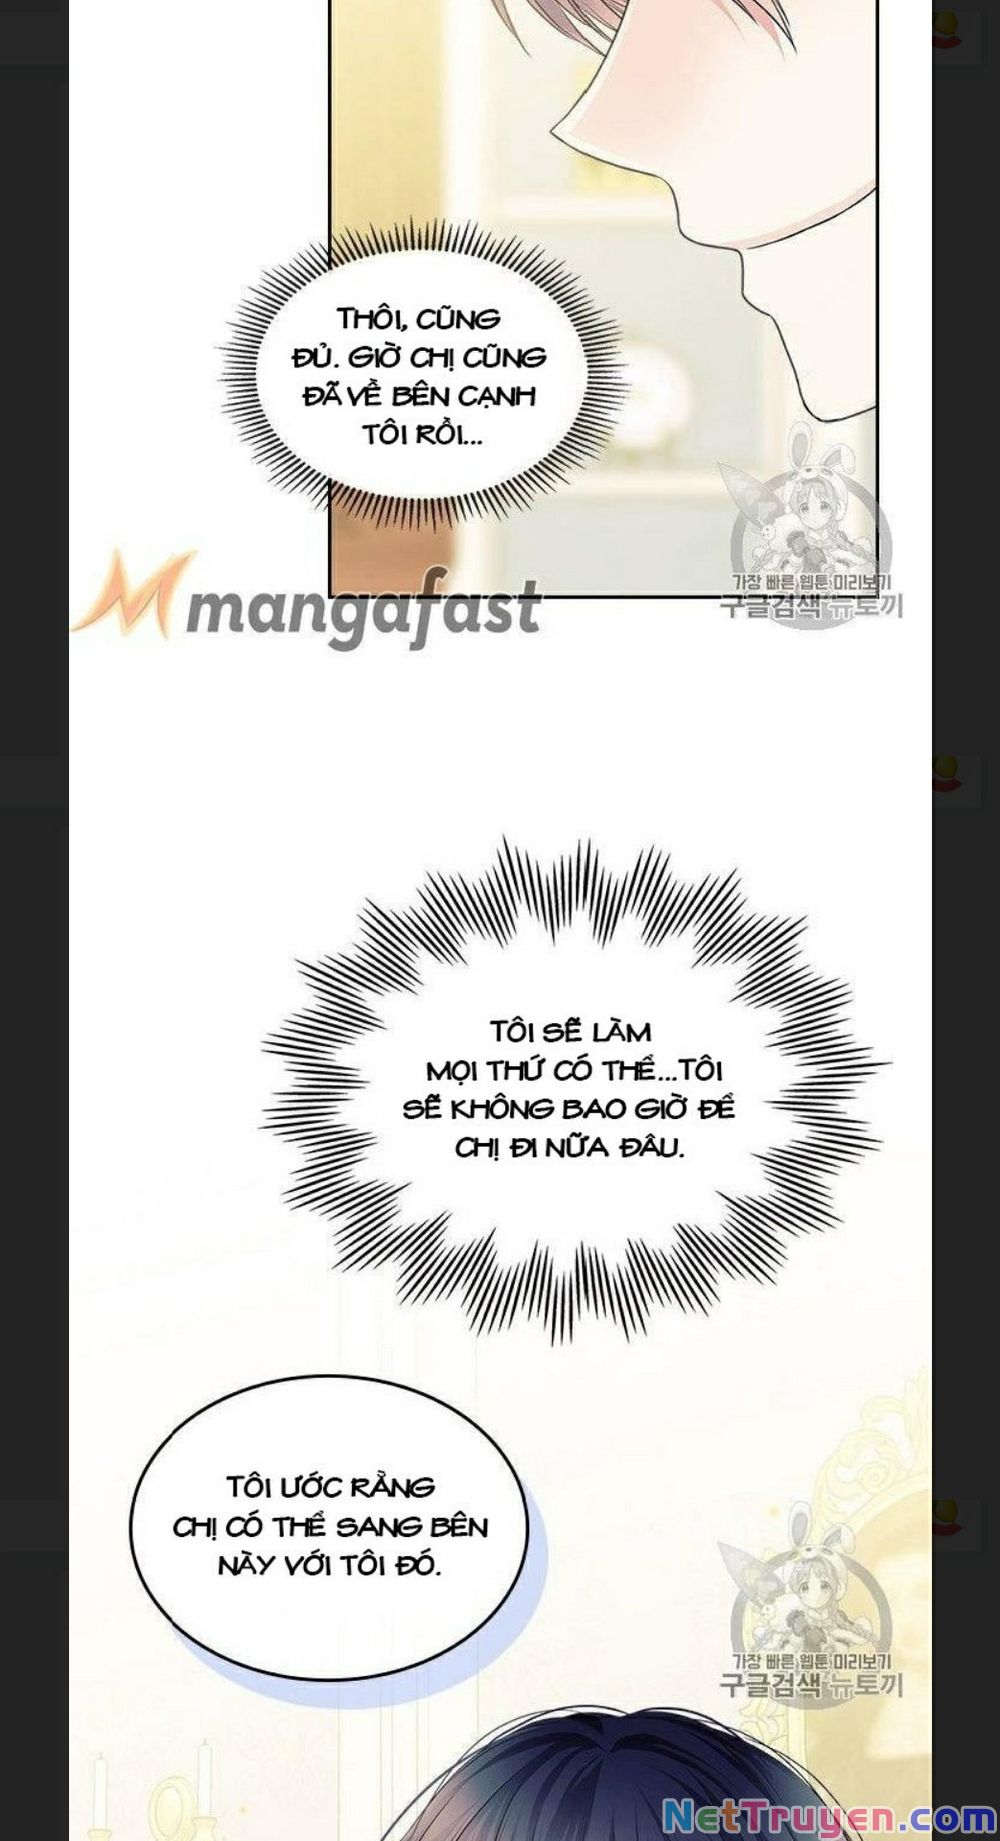 THÔI, CŨNG
ĐỦ. GIỜ CHỊ CŨNG
ĐÃ VỀ BÊN CẠNH
TÔI RỒI...
가장 빠른 웹툰 미리보기
구글검색 뉴토끼
mangafast
TÔI SẼ LÀM
MỌI THỨ CÓ THỂ...TÔI
SẼ KHÔNG BAO GIỜ ĐỂ
CHỊ ĐI NỮA ĐÂU.
TÔI ƯỚC RẰNG
CHỊ CÓ THỂ SANG BÊN
NÀY VỚI TÔI ĐÓ.
가장 빠른 웹툰 미리보기
구글검색 뉴토끼
NetTruyen.com